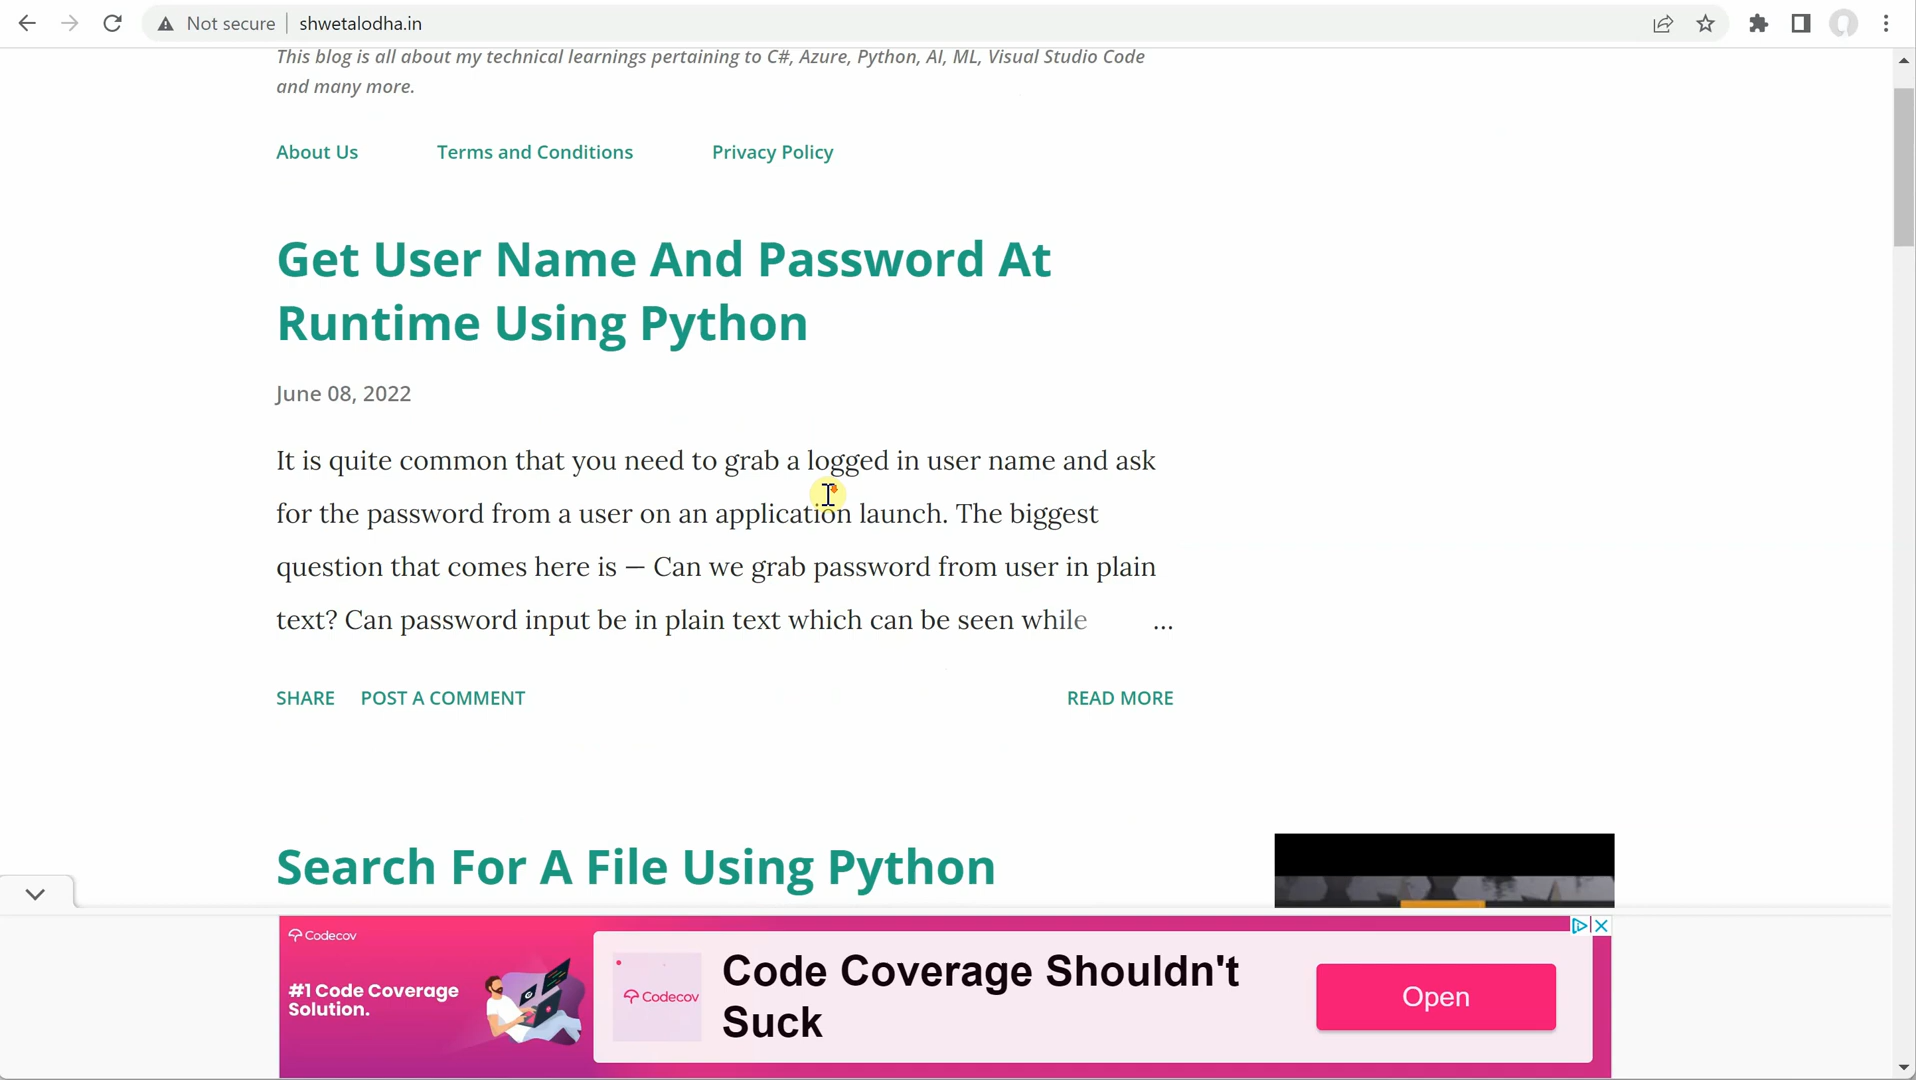 Not secure
shwetalodha.in
This blog is all about my technical learnings pertaining to C#, Azure, Python, AI, ML, Visual Studio Code
and many more.
About Us
Terms and Conditions
Privacy Policy
Get User Name And Password At
Runtime Using Python
June 08, 2022
It is quite common that you need to grab a logged in user name and ask
for the password from a user on an application launch. The biggest
question that comes here is — Can we grab password from user in plain
text? Can password input be in plain text which can be seen while ...
SHARE
POST A COMMENT
READ MORE
Search For A File Using Python
Codecov
#1 Code Coverage
Solution.
Codecov
Code Coverage Shouldn't
Suck
Open